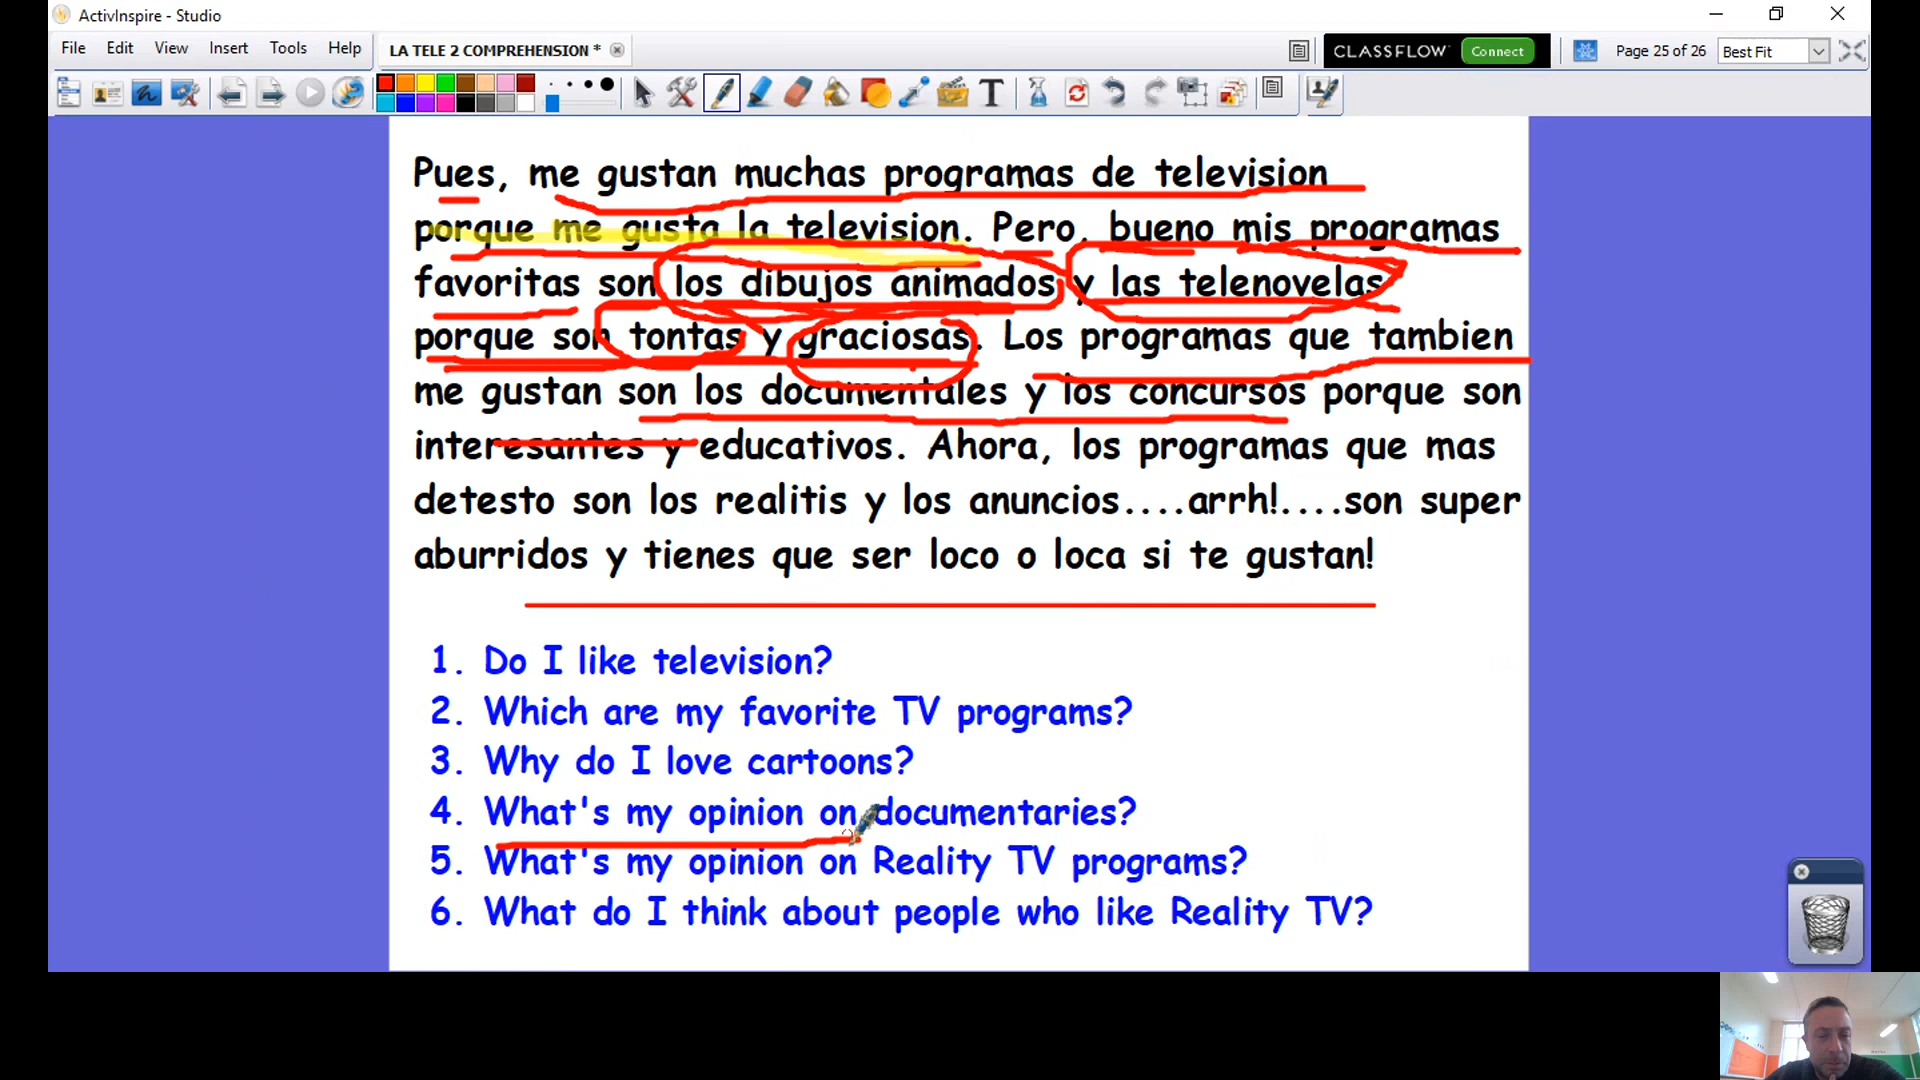 ActivInspire - Studio
File Edit View Insert Tools Help
LA TELE 2 COMPREHENSION *
CLASSFLOW Connect
Page 25 of 26
Best Fit
Pues, me gustan muchas programas de television
porque me gusta la television. Pero, bueno mis programas
favoritas son los dibujos animados y las telenovelas
porque son tontas y graciosas. Los programas que tambien
me gustan son los documentales y los concursos porque son
interesantes y educativos. Ahora, los programas que mas
detesto son los realitis y los anuncios....arrh!....son super
aburridos y tienes que ser loco o loca si te gustan!
1. Do I like television?
2. Which are my favorite TV programs?
3. Why do I love cartoons?
4. What's my opinion on documentaries?
5. What's my opinion on Reality TV programs?
6. What do I think about people who like Reality TV?